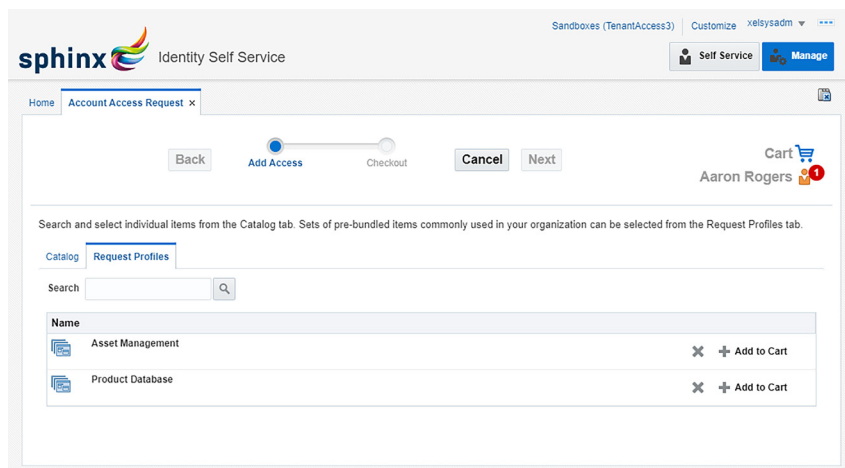 Sandboxes (TenantAccess3) Customize xelsysadm
sphinx Identity Self Service
Self Service Manage
Home Account Access Request ×
Back Add Access Checkout Cancel Next
Cart
Aaron Rogers 1
Search and select individual items from the Catalog tab. Sets of pre-bundled items commonly used in your organization can be selected from the Request Profiles tab.
Catalog Request Profiles
Search
Name
Asset Management
Add to Cart
Product Database
Add to Cart